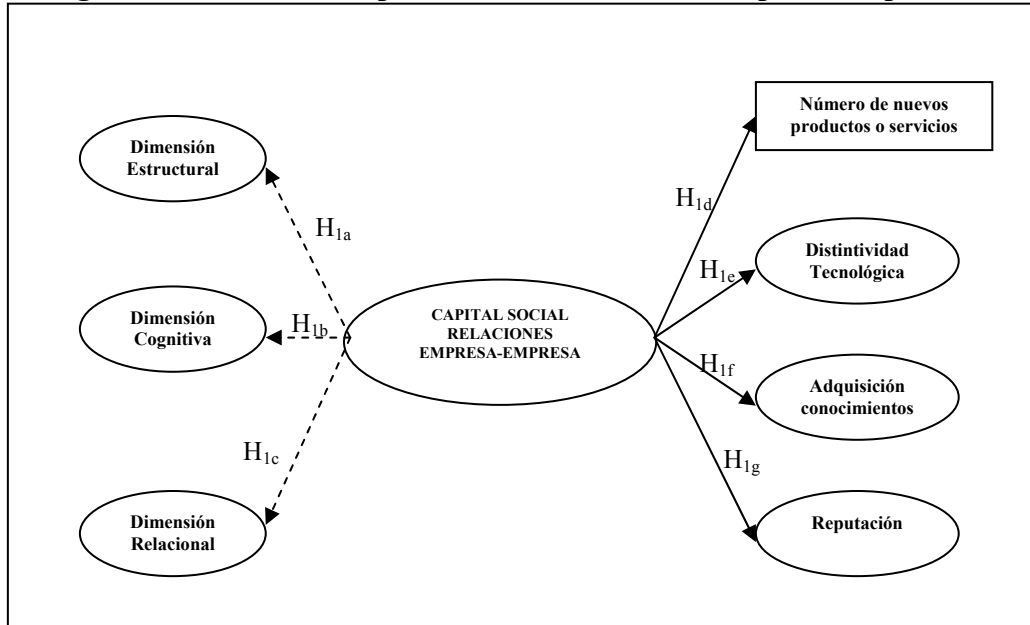 Número de nuevos
productos o servicios
Dimensión
Estructural
H1d
H1a
Distintividad
Tecnológica
H1e
CAPITAL SOCIAL
RELACIONES
EMPRESA-EMPRESA
Dimensión
Cognitiva
H1b
H1f
Adquisición
conocimientos
H1c
H1g
Dimensión
Relacional
Reputación